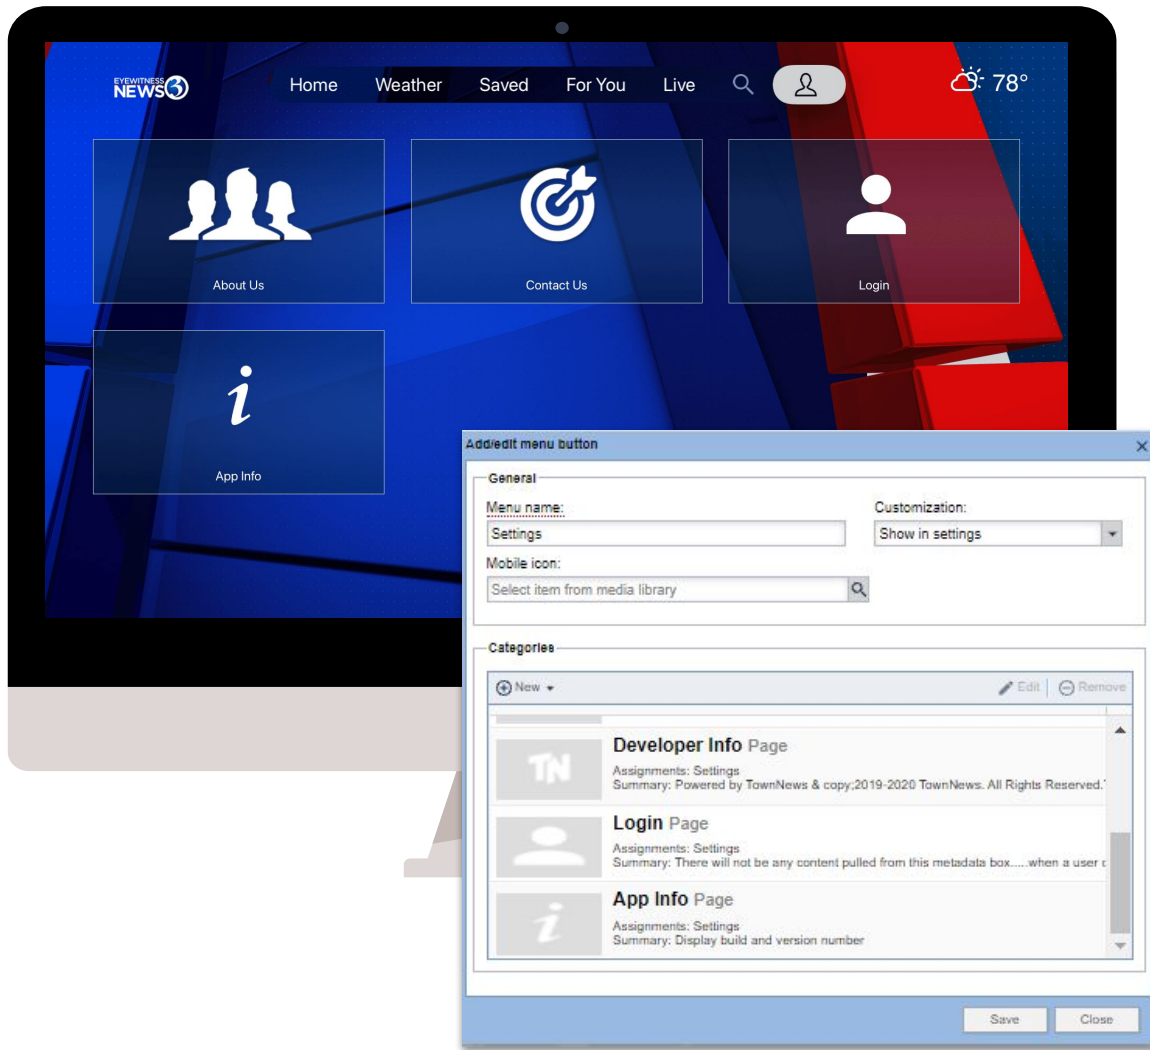 EYEWITNESS
NEWS 3
Home Weather Saved For You Live
78°
About Us Contact Us Login
App Info
Add/edit menu button
General
Menu name: Customization:
Settings Show in settings
Mobile icon:
Select item from media library
Categories
New Edit Remove
TN
Developer Info Page
Assignments: Settings
Summary: Powered by TownNews & copy;2019-2020 TownNews. All Rights Reserved.
Login Page
Assignments: Settings
Summary: There will not be any content pulled from this metadata box.....when a user
i
App Info Page
Assignments: Settings
Summary: Display build and version number
Save Close